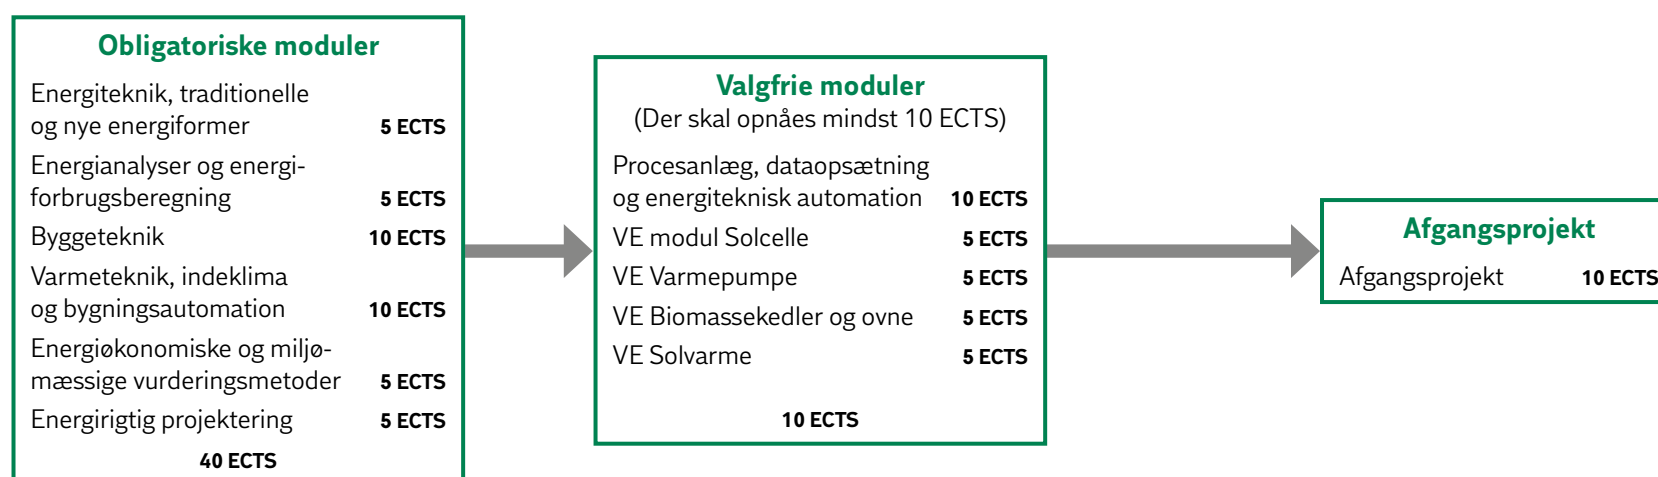 Obligatoriske moduler
Energiteknik, traditionelle
og nye energiformer 5 ECTS
Energianalyser og energi-
forbrugsberegning 5 ECTS
Byggeteknik 10 ECTS
Varmeteknik, indeklima
og bygningsautomation 10 ECTS
Energiøkonomiske og miljø-
mæssige vurderingsmetoder 5 ECTS
Energirigtig projektering 5 ECTS
40 ECTS
Valgfrie moduler
(Der skal opnåes mindst 10 ECTS)
Procesanlæg, dataopsætning
og energiteknisk automation 10 ECTS
VE modul Solcelle 5 ECTS
VE Varmepumpe 5 ECTS
VE Biomassekedler og ovne 5 ECTS
VE Solvarme 5 ECTS
10 ECTS
Afgangsprojekt
Afgangsprojekt 10 ECTS